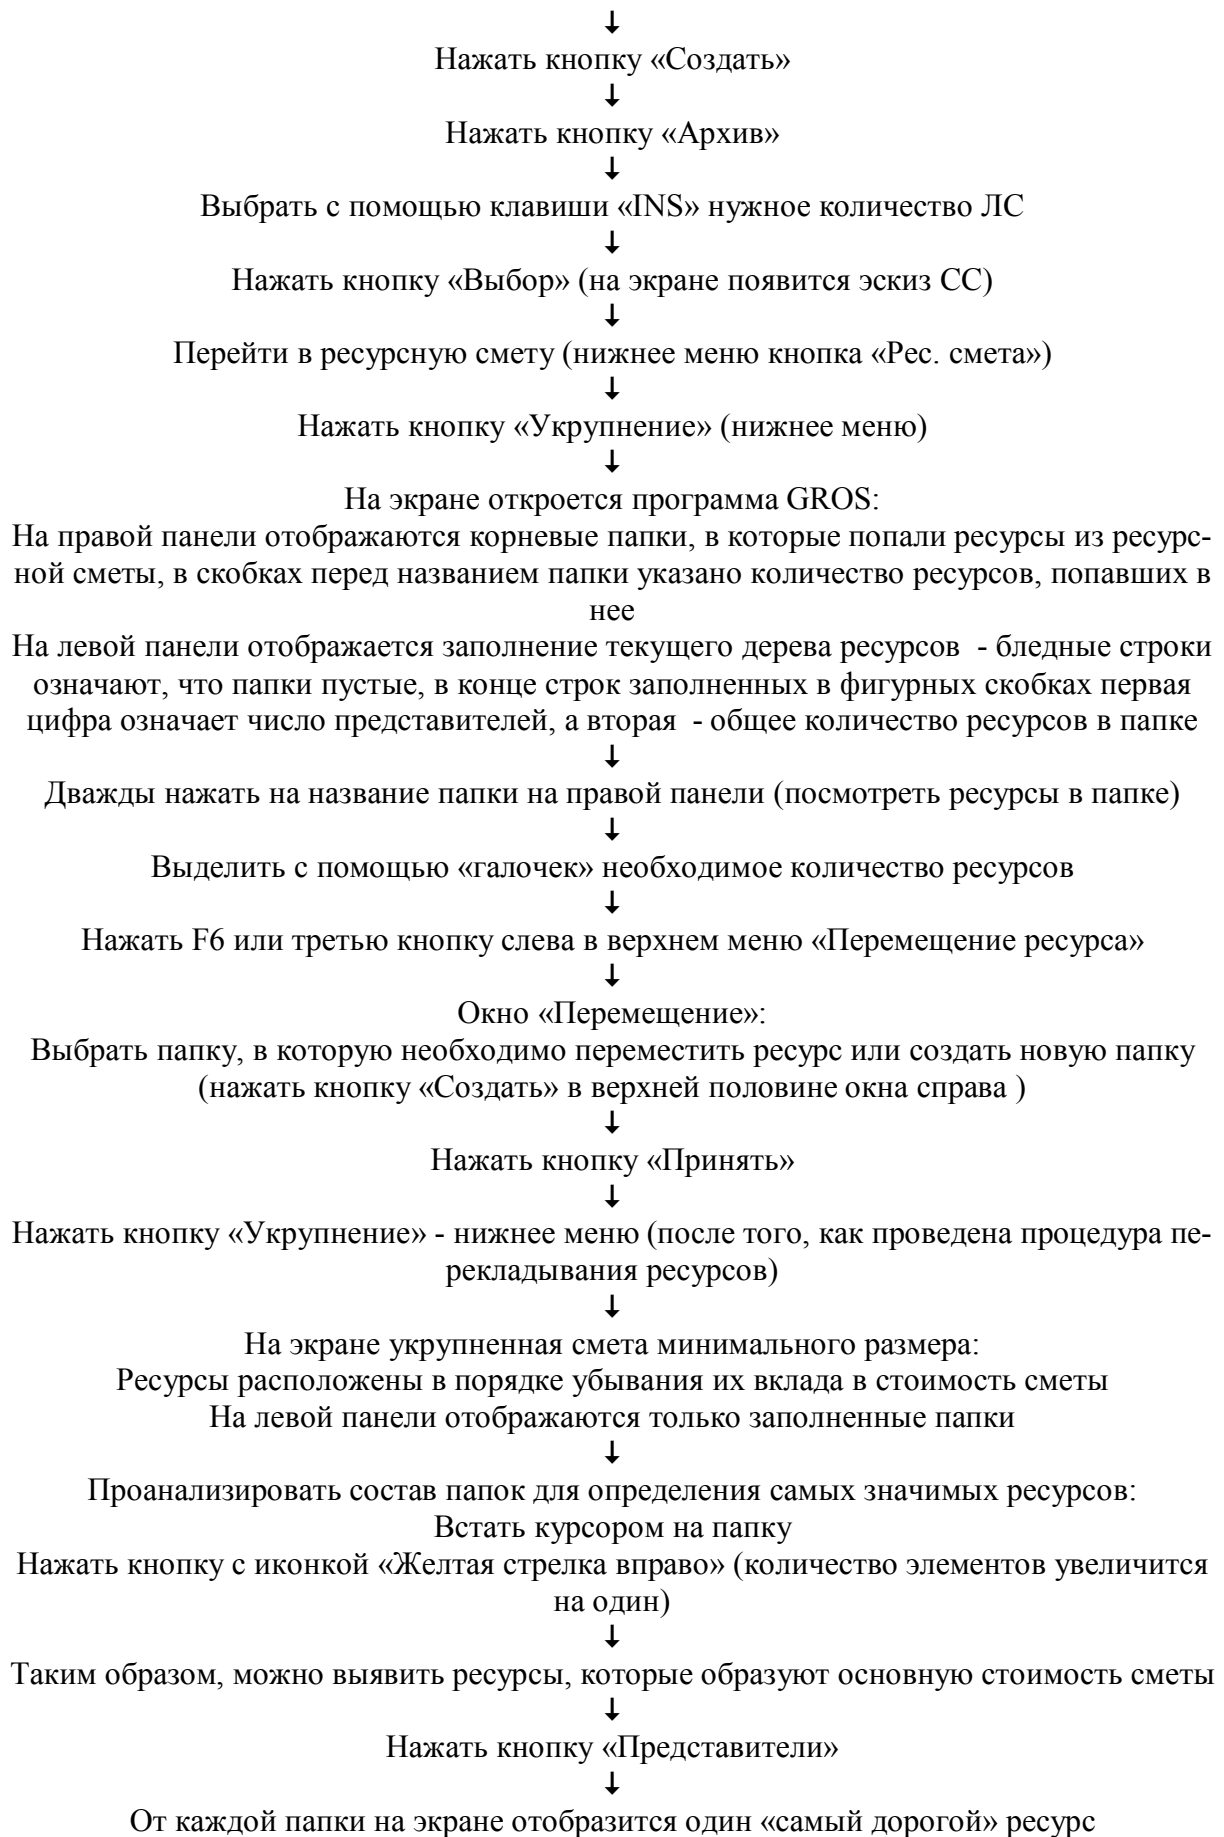 ↓
Нажать кнопку «Создать»
↓
Нажать кнопку «Архив»
↓
Выбрать с помощью клавиши «INS» нужное количество ЛС
↓
Нажать кнопку «Выбор» (на экране появится эскиз СС)
↓
Перейти в ресурсную смету (нижнее меню кнопка «Рес. смета»)
↓
Нажать кнопку «Укрупнение» (нижнее меню)
↓
На экране откроется программа GROS:
На правой панели отображаются корневые папки, в которые попали ресурсы из ресурс-
ной сметы, в скобках перед названием папки указано количество ресурсов, попавших в
нее
На левой панели отображается заполнение текущего дерева ресурсов  - бледные строки
означают, что папки пустые, в конце строк заполненных в фигурных скобках первая
цифра означает число представителей, а вторая  - общее количество ресурсов в папке
↓
Дважды нажать на название папки на правой панели (посмотреть ресурсы в папке)
↓
Выделить с помощью «галочек» необходимое количество ресурсов
↓
Нажать F6 или третью кнопку слева в верхнем меню «Перемещение ресурса»
↓
Окно «Перемещение»:
Выбрать папку, в которую необходимо переместить ресурс или создать новую папку
(нажать кнопку «Создать» в верхней половине окна справа )
↓
Нажать кнопку «Принять»
↓
Нажать кнопку «Укрупнение» - нижнее меню (после того, как проведена процедура пе-
рекладывания ресурсов)
↓
На экране укрупненная смета минимального размера:
Ресурсы расположены в порядке убывания их вклада в стоимость сметы
На левой панели отображаются только заполненные папки
↓
Проанализировать состав папок для определения самых значимых ресурсов:
Встать курсором на папку
Нажать кнопку с иконкой «Желтая стрелка вправо» (количество элементов увеличится
на один)
↓
Таким образом, можно выявить ресурсы, которые образуют основную стоимость сметы
↓
Нажать кнопку «Представители»
↓
От каждой папки на экране отобразится один «самый дорогой» ресурс